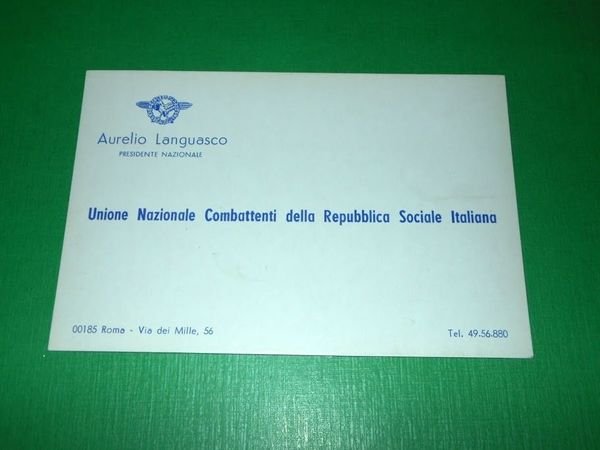 Aurelio Languasco
PRESIDENTE NAZIONALE
Unione Nazionale Combattenti della Repubblica Sociale Italiana
00185 Roma - Via dei Mille, 56
Tel. 49.56.880